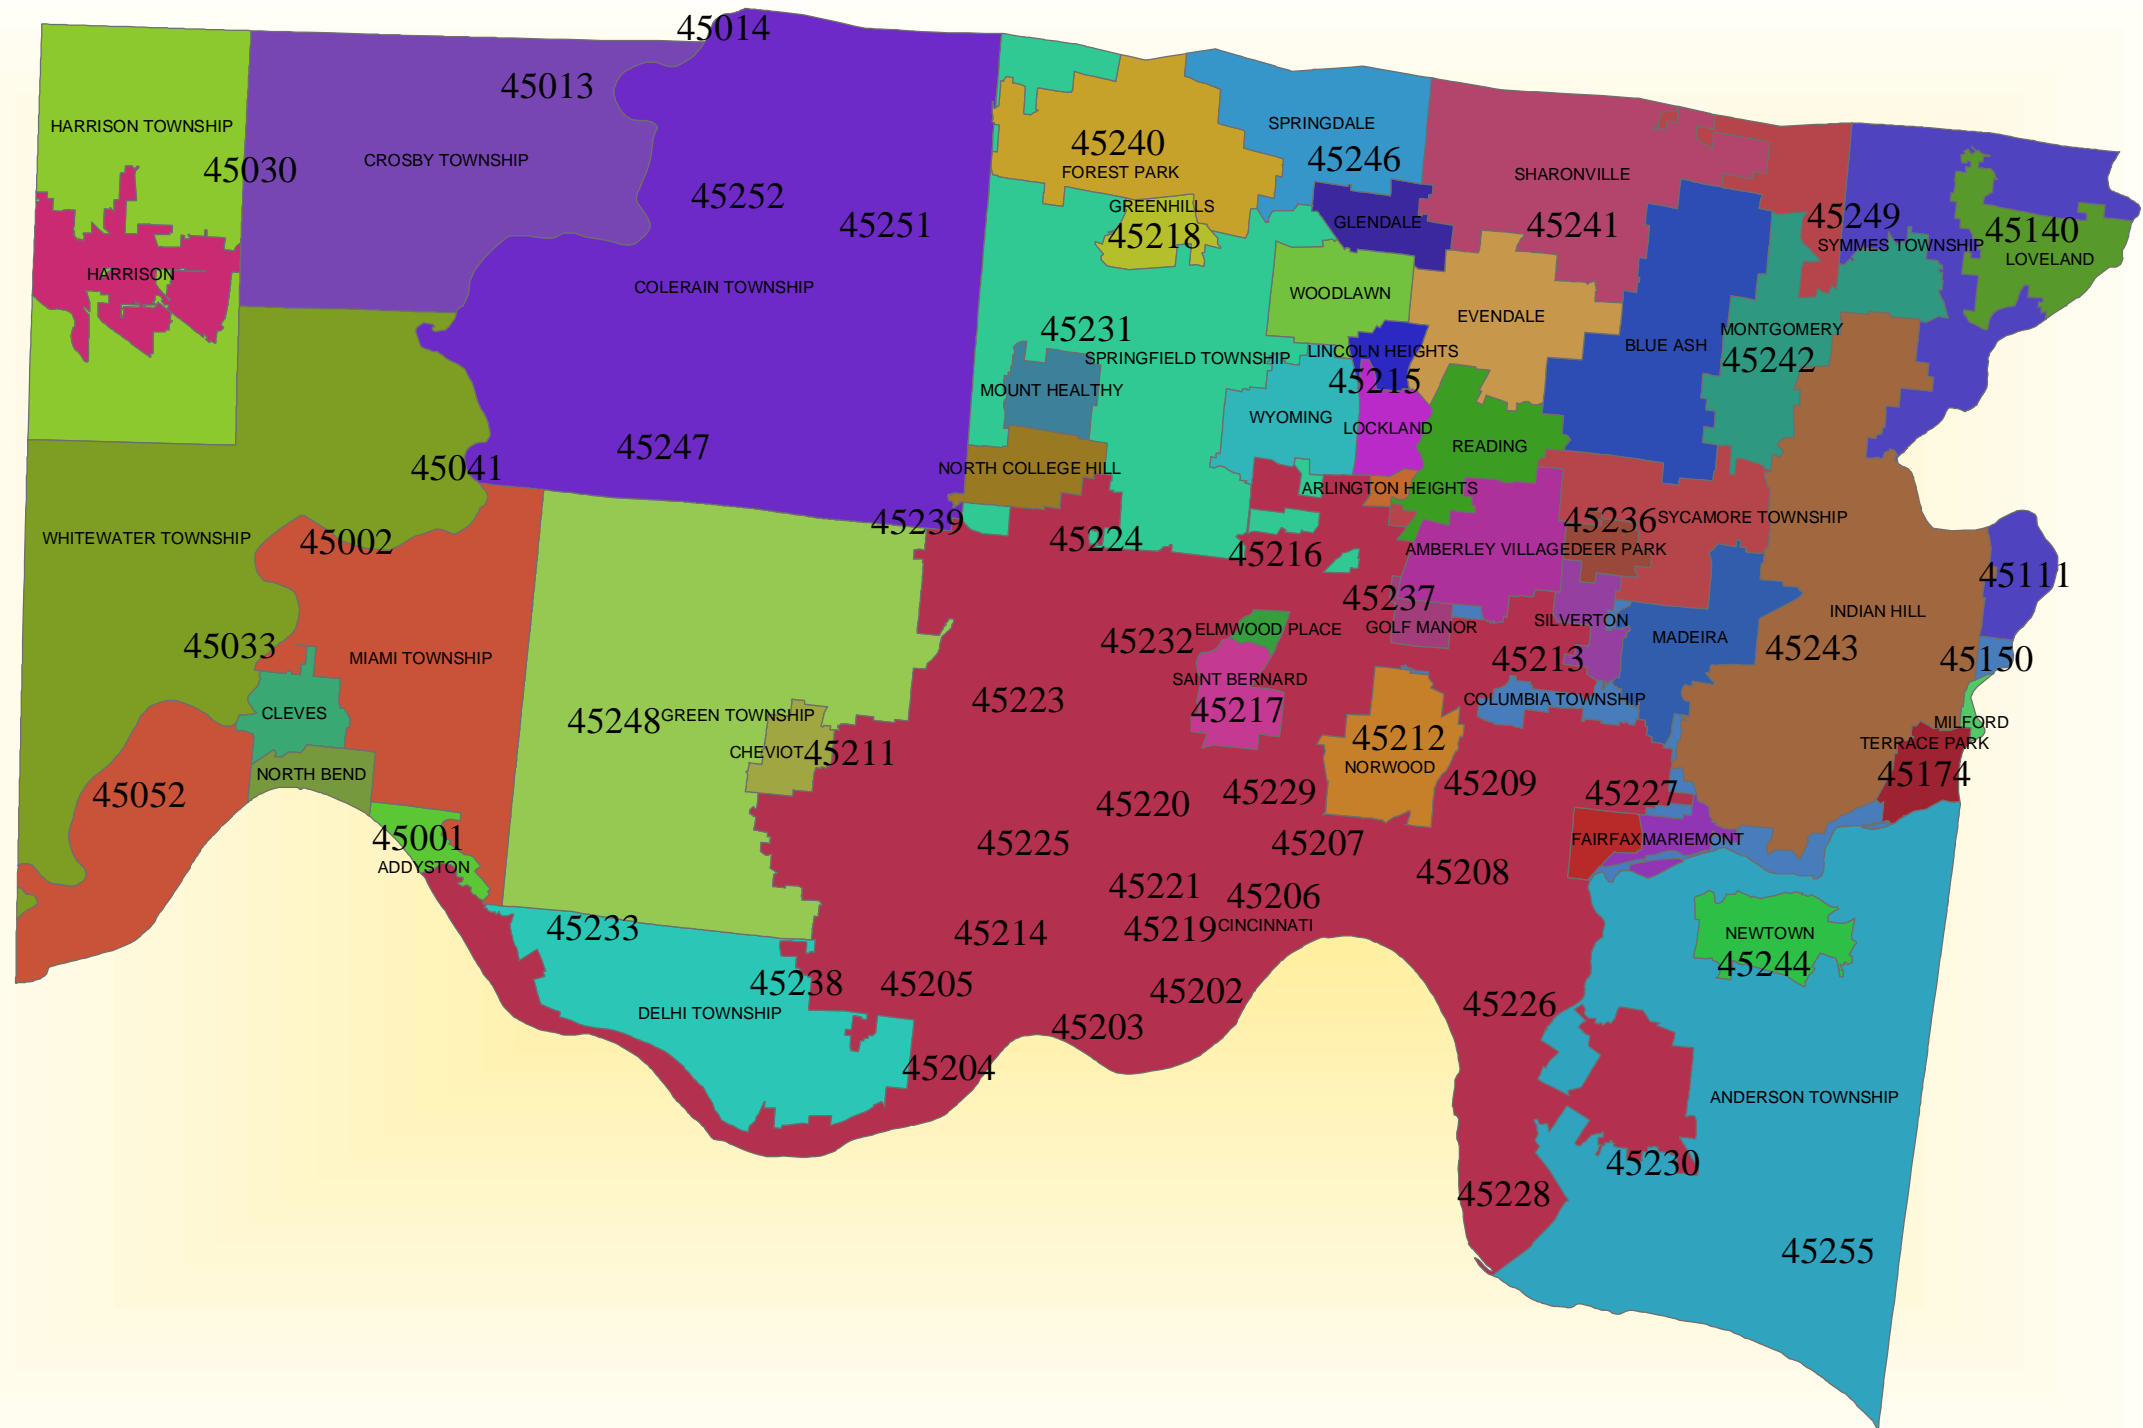 45014
45013
HARRISON TOWNSHIP
SPRINGDALE
45240
45246
CROSBY TOWNSHIP
45030
FOREST PARK
SHARONVILLE
45252
GREENHILLS
45251
45218
GLENDALE
45241
45249
45140
SYMMES TOWNSHIP
LOVELAND
HARRISON
COLERAIN TOWNSHIP
WOODLAWN
EVENDALE
45231
MONTGOMERY
SPRINGFIELD TOWNSHIP
LINCOLN HEIGHTS
BLUE ASH
45242
45215
MOUNT HEALTHY
WYOMING
LOCKLAND
45247
READING
45041
NORTH COLLEGE HILL
ARLINGTON HEIGHTS
45239
45236
SYCAMORE TOWNSHIP
WHITEWATER TOWNSHIP
45002
45224
45216
AMBERLEY VILLAGE
DEER PARK
45111
45237
INDIAN HILL
45033
45232
ELMWOOD PLACE
GOLF MANOR
SILVERTON
MADEIRA
45243
MIAMI TOWNSHIP
45213
45150
SAINT BERNARD
45223
COLUMBIA TOWNSHIP
CLEVES
45248
GREEN TOWNSHIP
45217
MILFORD
CHEVIOT
45211
45212
TERRACE PARK
NORTH BEND
NORWOOD
45174
45052
45209
45229
45227
45220
45001
45225
45207
FAIRFAX
MARIEMONT
ADDYSTON
45208
45221
45206
45233
45214
45219
CINCINNATI
NEWTOWN
45244
45238
45205
45202
45226
DELHI TOWNSHIP
45203
45204
ANDERSON TOWNSHIP
45230
45228
45255